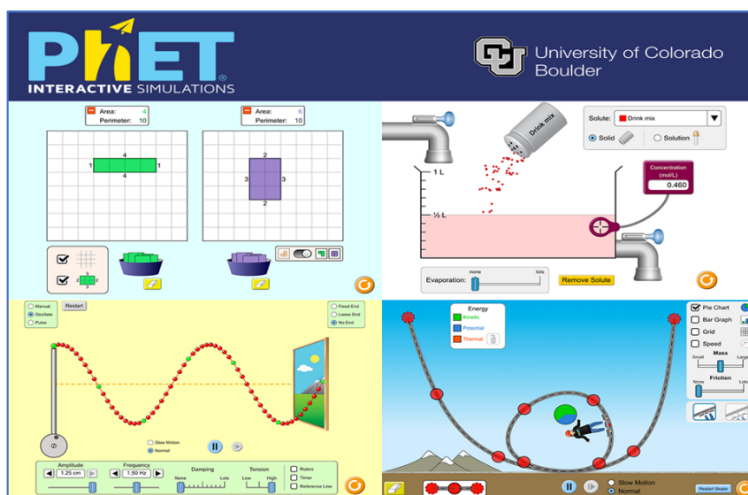 PhET®
INTERACTIVE SIMULATIONS
University of Colorado
Boulder
Area: 4
Perimeter: 10
4
1 1
4
Area: 6
Perimeter: 10
2
3 3
2
Drink mix
Solute: Drink mix
Solid Solution
1 L
½ L
Concentration
(mol/L)
0.460
Evaporation: none lots
Remove Solute
Manual
Oscillate
Pulse
Restart
Fixed End
Loose End
No End
Slow Motion
Normal
Amplitude
1.25 cm
Frequency
1.50 Hz
Damping
None Lots
Tension
Low High
Rulers
Timer
Reference Line
Energy
Kinetic
Potential
Thermal
Pie Chart
Bar Graph
Grid
Speed
Mass
Small
Friction
None Lots
Slow Motion
Normal
Restart Skater